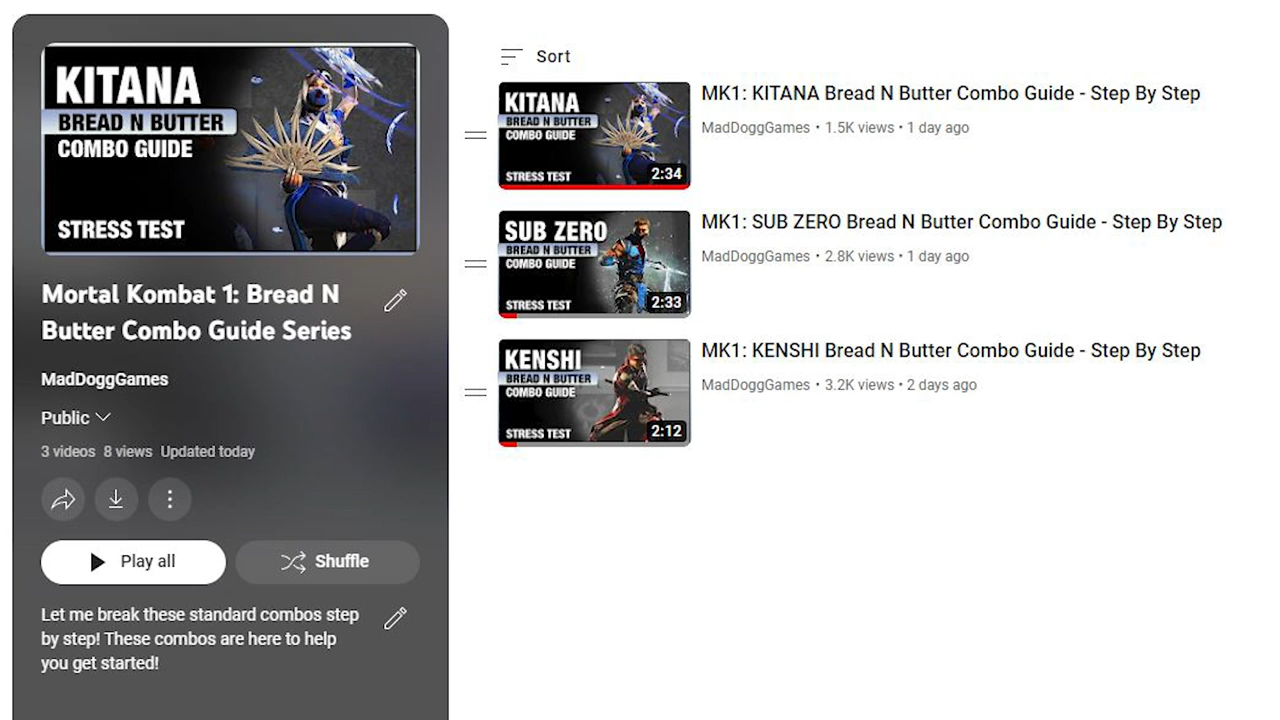 KITANA
BREAD N BUTTER
COMBO GUIDE
STRESS TEST
Mortal Kombat 1: Bread N
Butter Combo Guide Series
MadDoggGames
Public
3 videos 8 views Updated today
Play all
Shuffle
Let me break these standard combos step
by step! These combos are here to help
you get started!
Sort
KITANA
BREAD N BUTTER
COMBO GUIDE
STRESS TEST
2:34
MK1: KITANA Bread N Butter Combo Guide - Step By Step
MadDoggGames • 1.5K views • 1 day ago
SUB ZERO
BREAD N BUTTER
COMBO GUIDE
STRESS TEST
2:33
MK1: SUB ZERO Bread N Butter Combo Guide - Step By Step
MadDoggGames • 2.8K views • 1 day ago
KENSHI
BREAD N BUTTER
COMBO GUIDE
STRESS TEST
2:12
MK1: KENSHI Bread N Butter Combo Guide - Step By Step
MadDoggGames • 3.2K views • 2 days ago